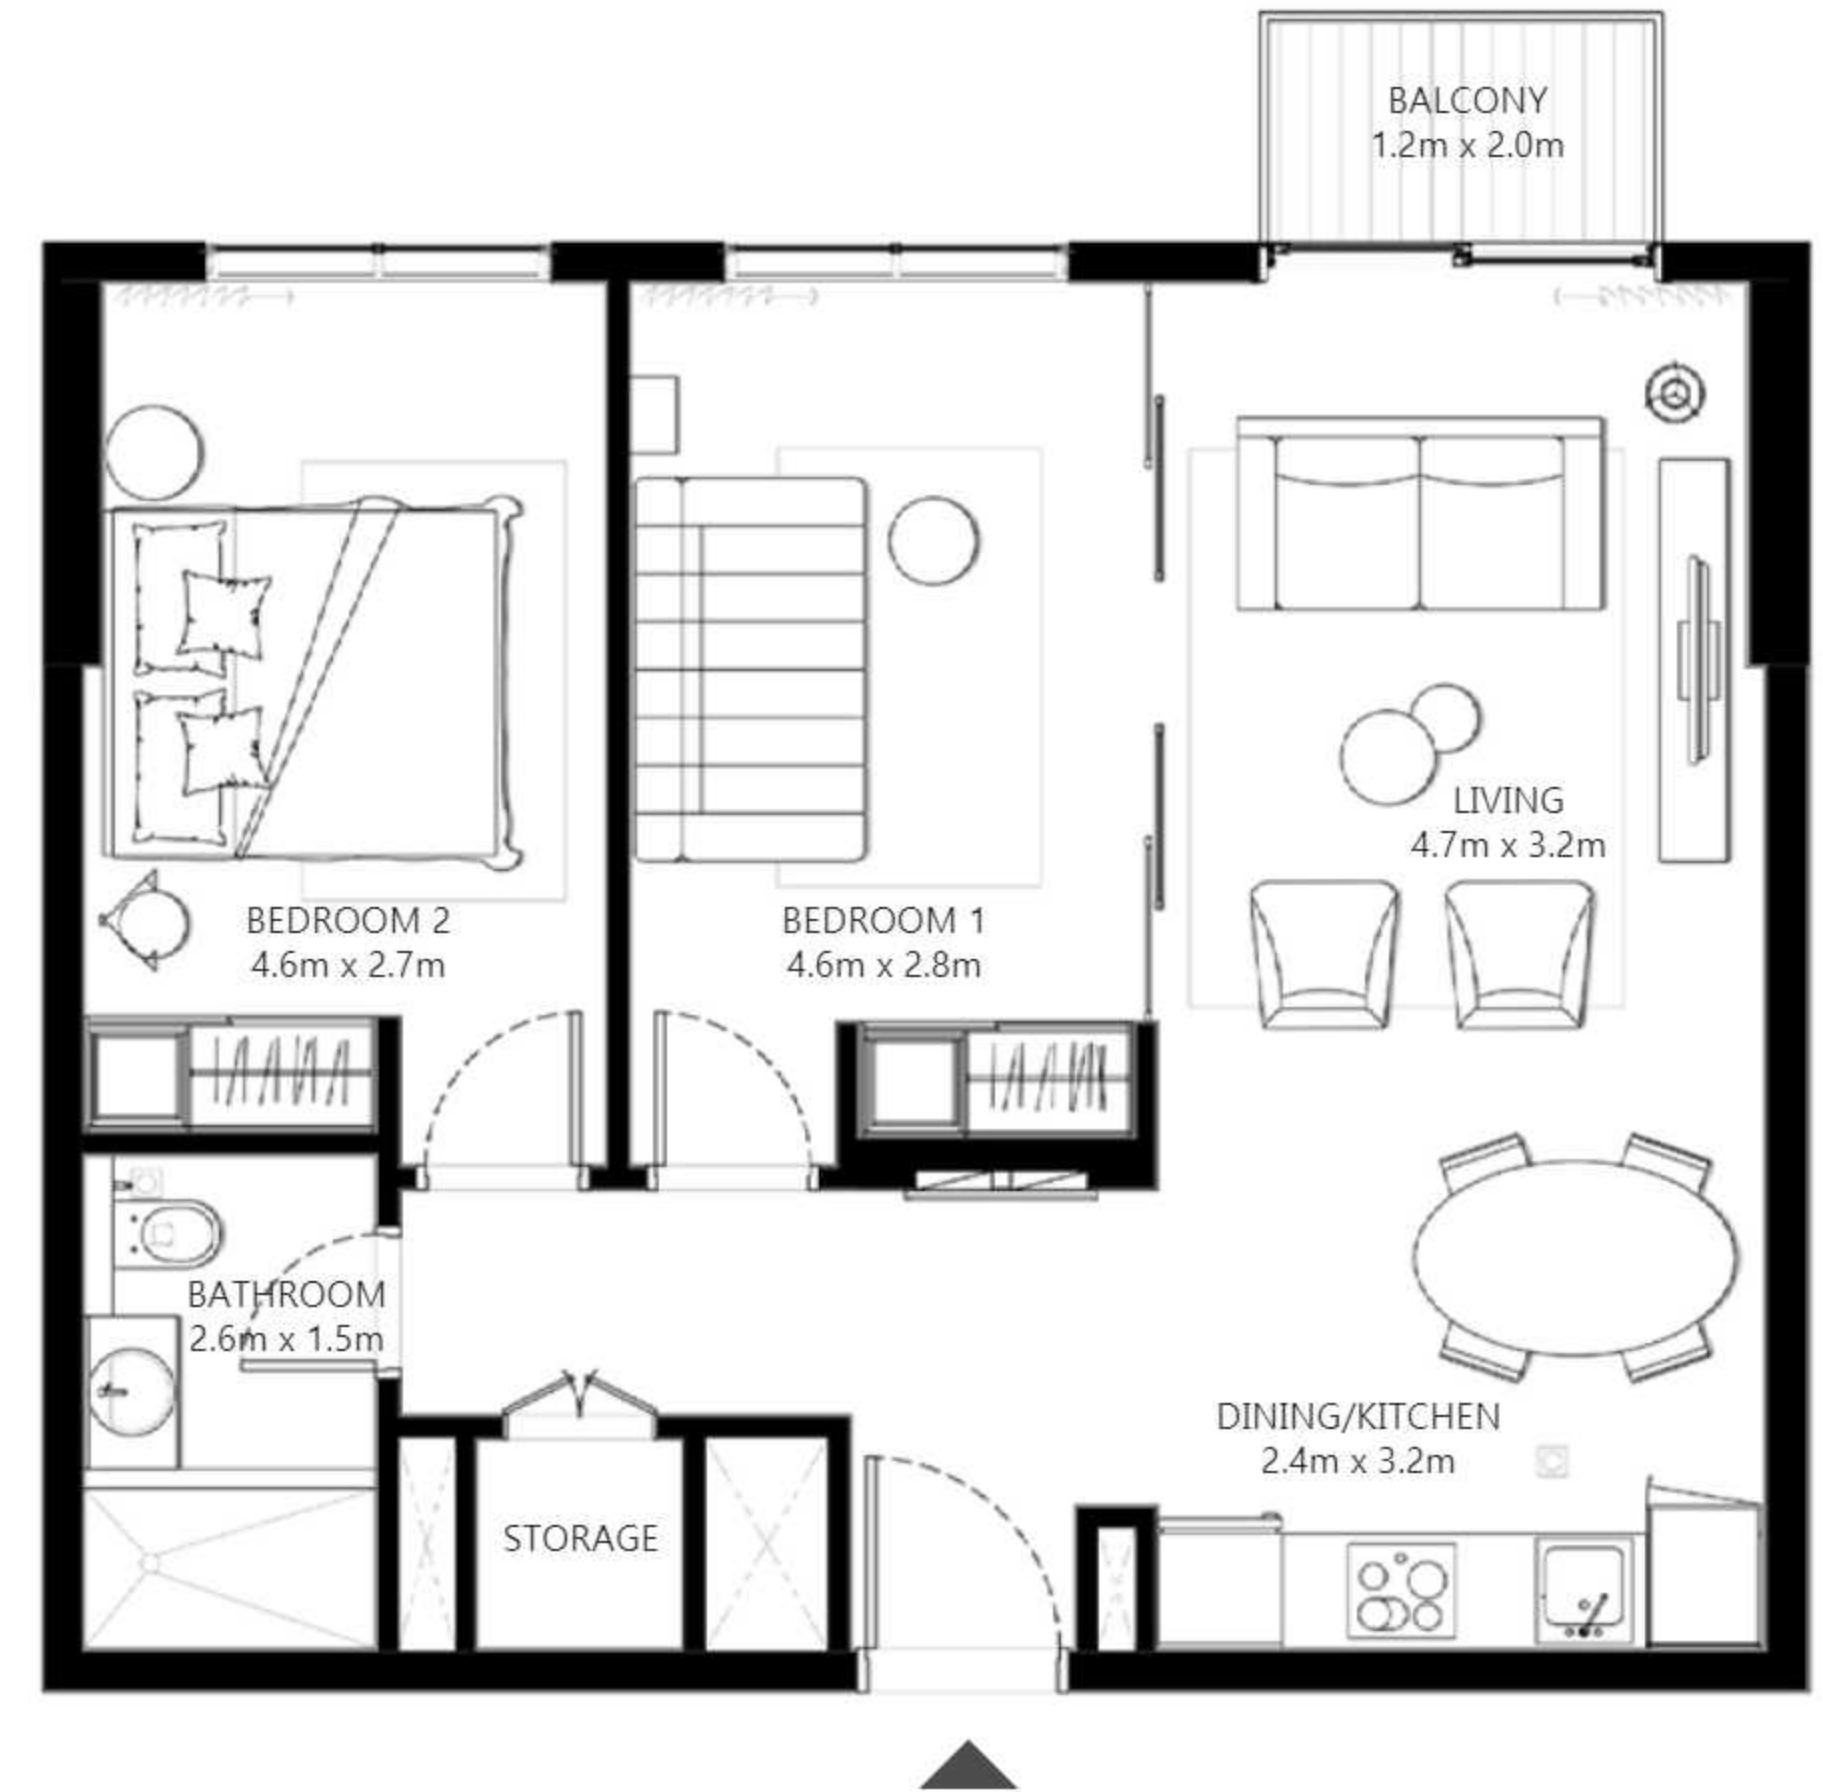 BALCONY
1.2m x 2.0m
LIVING
4.7m x 3.2m
BEDROOM 2
4.6m x 2.7m
BEDROOM 1
4.6m x 2.8m
BATHROOM
2.6m x 1.5m
DINING/KITCHEN
2.4m x 3.2m
STORAGE